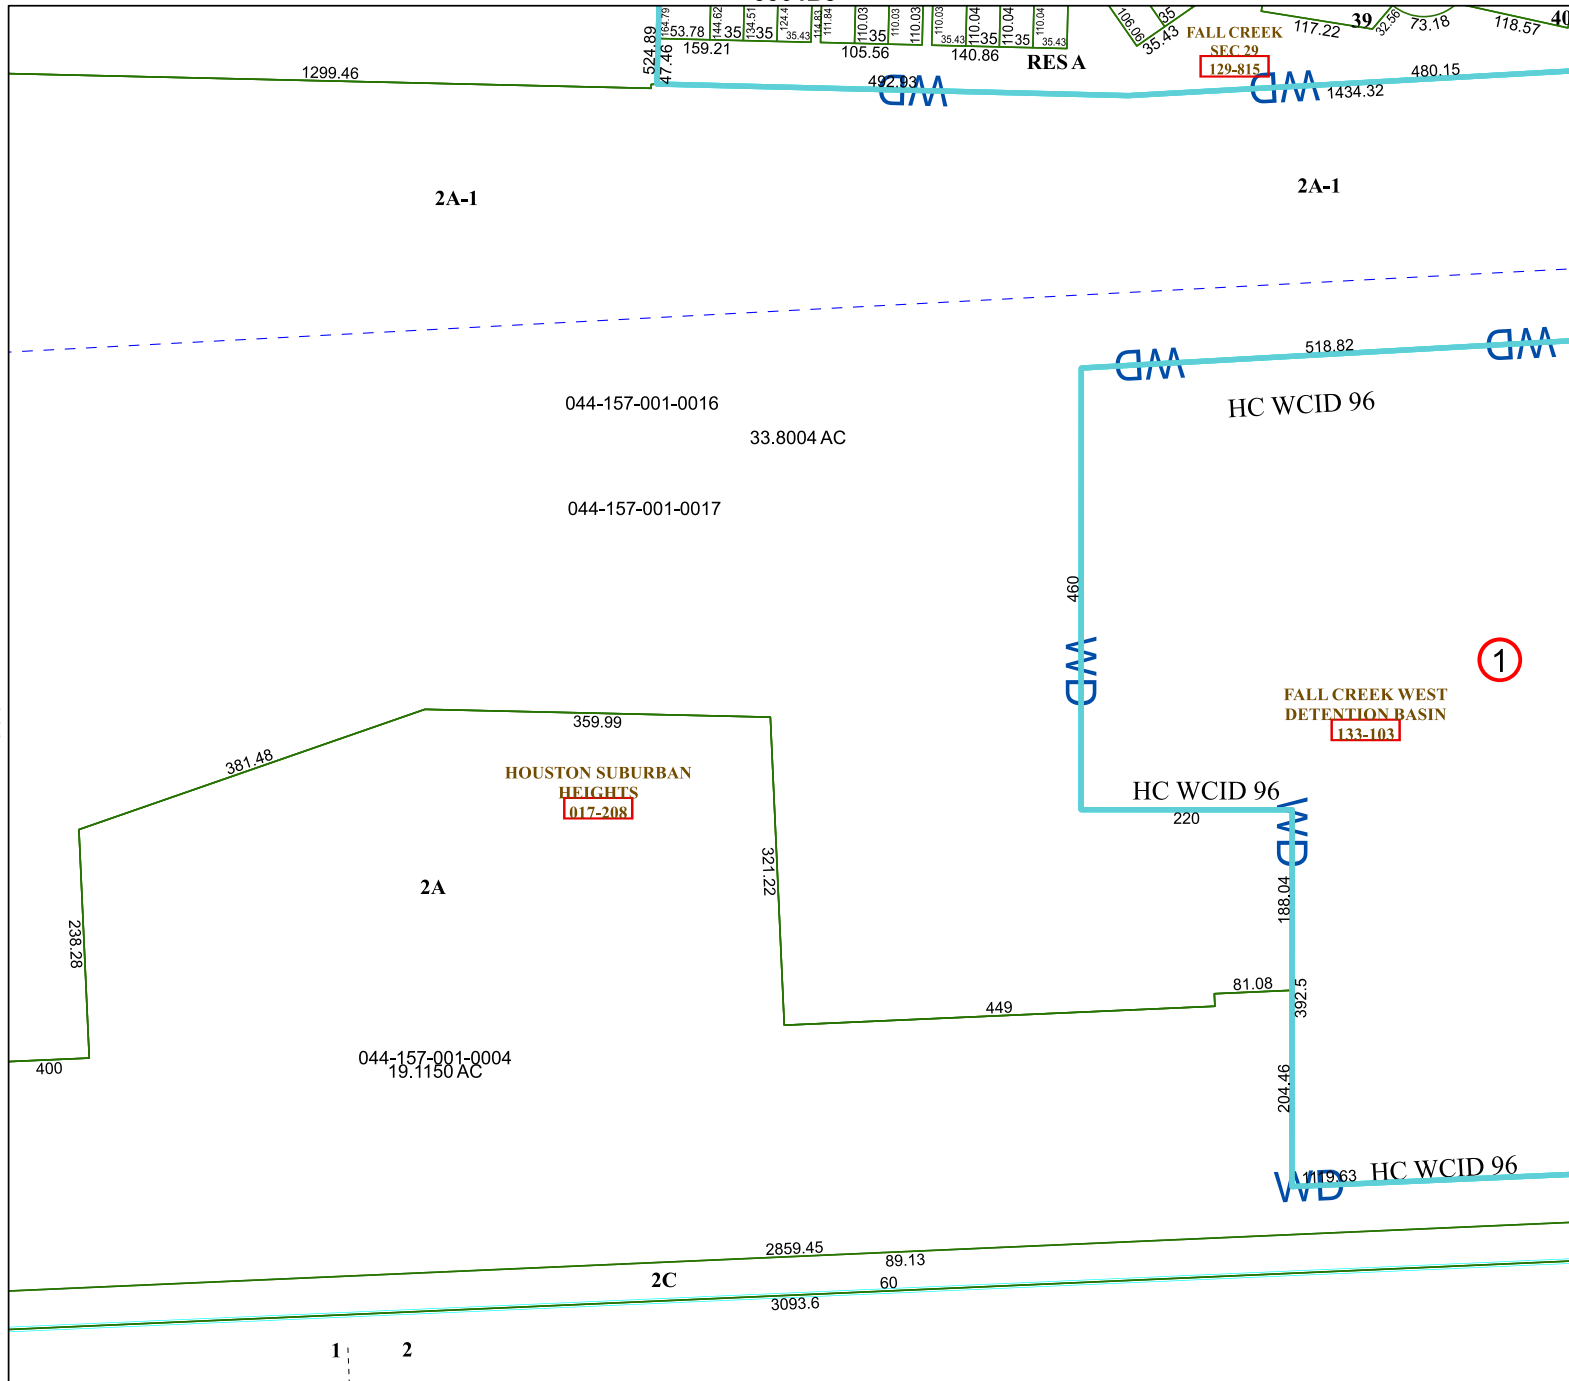 164.79
53.78
144.62
35
134.51
35
124.4
35.43
114.83
111.84
110.03
35
110.03
110.03
110.03
35.43
110.04
35
110.04
35
110.04
35.43
106.06
35
35.43
117.22
39
32.56
73.18
118.57
40
524.89
47.46
159.21
105.56
140.86
RES A
FALL CREEK
SEC 29
129-815
1299.46
492.93
WD
WD
480.15
1434.32
2A-1
2A-1
518.82
WD
WD
HC WCID 96
044-157-001-0016
33.8004 AC
044-157-001-0017
460
WD
1
FALL CREEK WEST
DETENTION BASIN
133-103
359.99
381.48
HOUSTON SUBURBAN
HEIGHTS
017-208
HC WCID 96
220
WD
321.22
2A
188.04
238.28
81.08
392.5
449
400
044-157-001-0004
19.1150 AC
204.46
WD
1119.63
HC WCID 96
2859.45
89.13
2C
60
3093.6
1
2